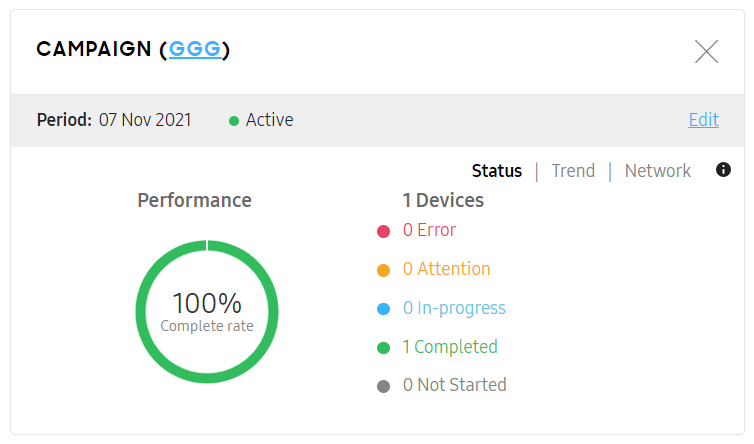 CAMPAIGN (GGG)
Period: 07 Nov 2021 Active Edit
Status | Trend | Network
Performance
100%
Complete rate
1 Devices
0 Error
0 Attention
0 In-progress
1 Completed
0 Not Started